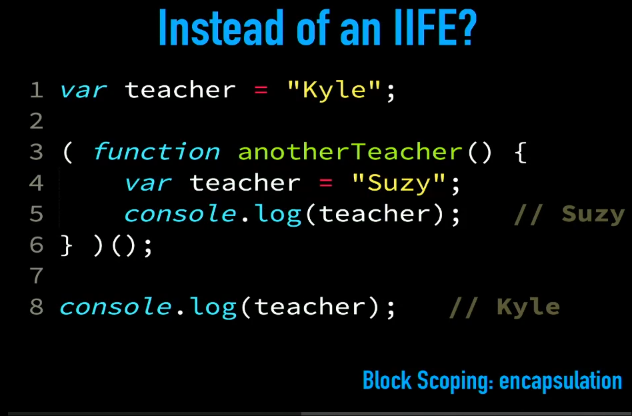 Instead of an IIFE?
1 var teacher = "Kyle";
2
3 ( function anotherTeacher() {
4     var teacher = "Suzy";
5     console.log(teacher);   // Suzy
6 } )();
7
8 console.log(teacher);   // Kyle
Block Scoping: encapsulation